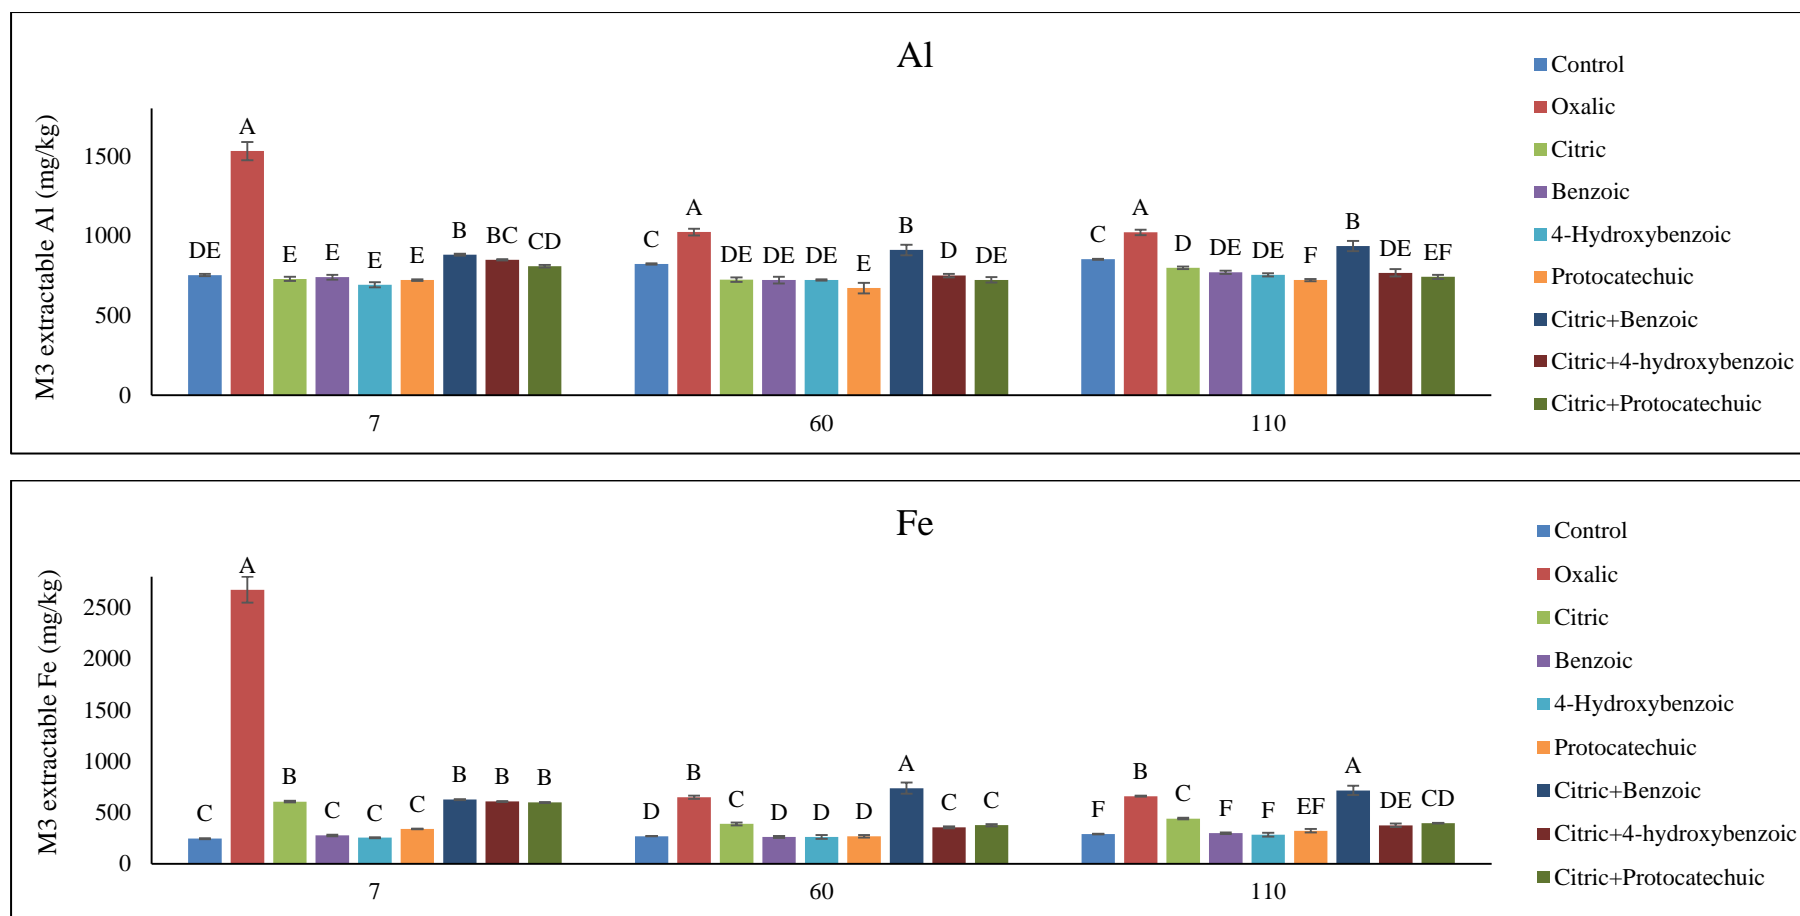 Al
M3 extractable Al (mg/kg)
1500
1000
500
0
DE A E E E E B BC CD
C A DE DE DE E B D DE
C A D DE DE F B DE EF
7 60 110
Control
Oxalic
Citric
Benzoic
4-Hydroxybenzoic
Protocatechuic
Citric+Benzoic
Citric+4-hydroxybenzoic
Citric+Protocatechuic
Fe
M3 extractable Fe (mg/kg)
2500
2000
1500
1000
500
0
C A B C C C B B B
D B C D D D A C C
F B C F F EF A DE CD
7 60 110
Control
Oxalic
Citric
Benzoic
4-Hydroxybenzoic
Protocatechuic
Citric+Benzoic
Citric+4-hydroxybenzoic
Citric+Protocatechuic